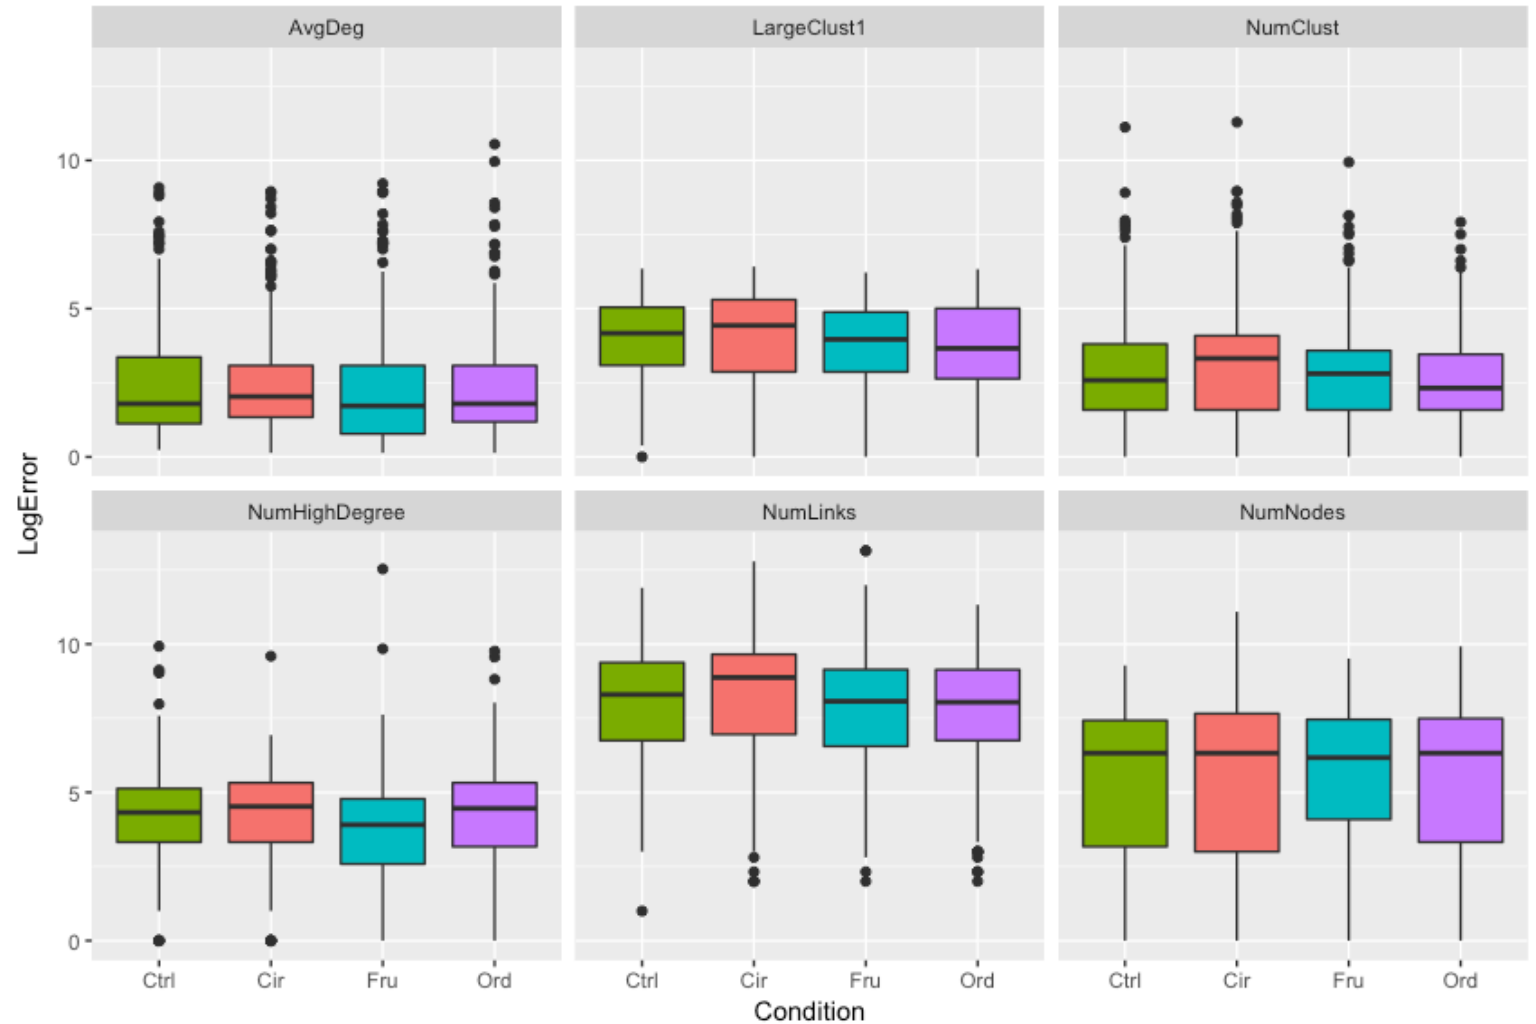 AvgDeg
LargeClust1
NumClust
10
5
0
NumHighDegree
NumLinks
NumNodes
10
5
0
LogError
Ctrl Cir Fru Ord
Ctrl Cir Fru Ord
Ctrl Cir Fru Ord
Condition